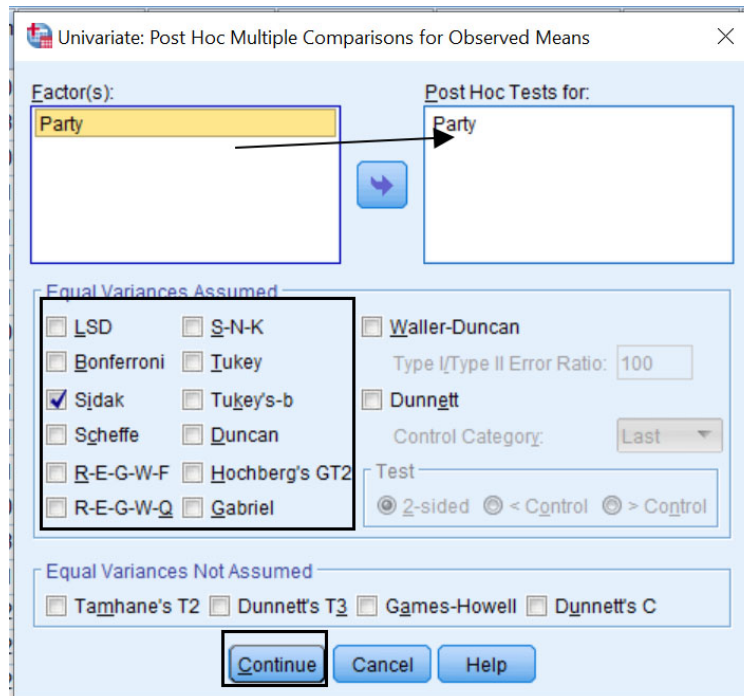 Univariate: Post Hoc Multiple Comparisons for Observed Means
Factor(s):
Post Hoc Tests for:
Party
Party
Equal Variances Assumed
LSD
S-N-K
Waller-Duncan
Bonferroni
Tukey
Type I/Type II Error Ratio: 100
Sidak
Tukey's-b
Dunnett
Scheffe
Duncan
Control Category: Last
R-E-G-W-F
Hochberg's GT2
Test
R-E-G-W-Q
Gabriel
2-sided
< Control
> Control
Equal Variances Not Assumed
Tamhane's T2
Dunnett's T3
Games-Howell
Dunnett's C
Continue
Cancel
Help